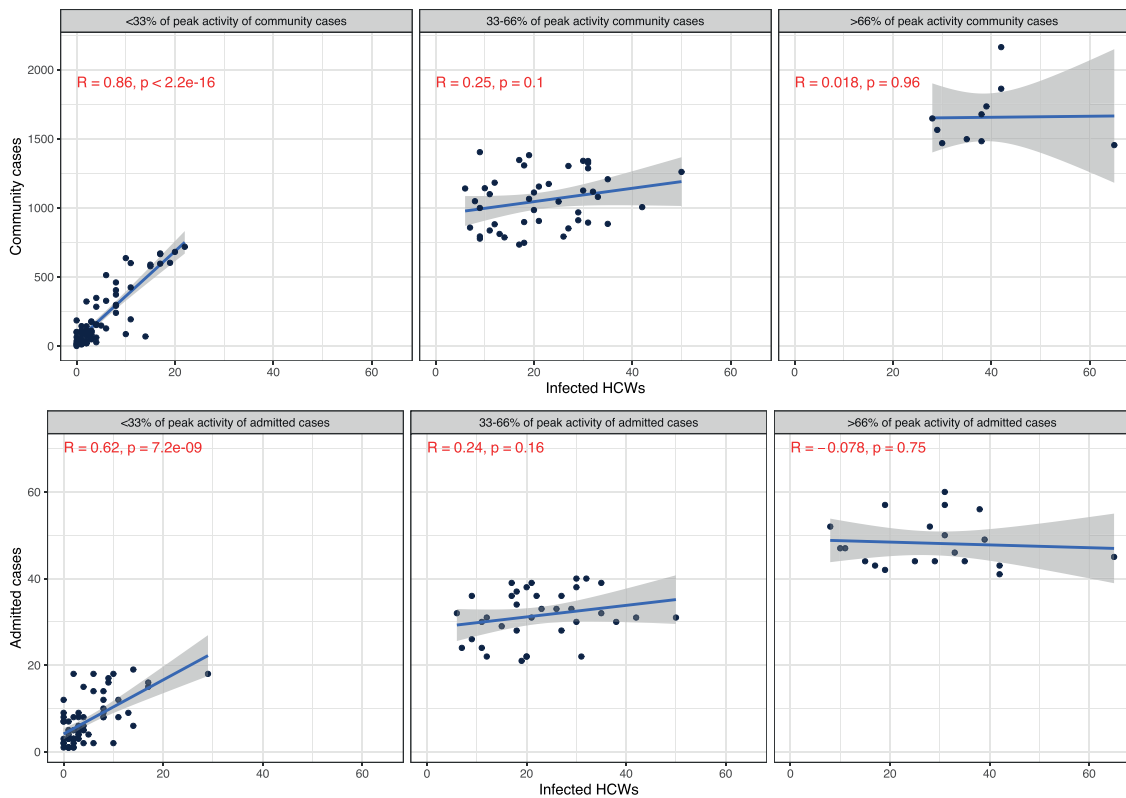 <33% of peak activity of community cases
33-66% of peak activity community cases
>66% of peak activity community cases
R = 0.86, p < 2.2e-16
R = 0.25, p = 0.1
R = 0.018, p = 0.96
Community cases
2000
1500
1000
500
0
0 20 40 60
0 20 40 60
0 20 40 60
Infected HCWs
<33% of peak activity of admitted cases
33-66% of peak activity of admitted cases
>66% of peak activity of admitted cases
R = 0.62, p = 7.2e-09
R = 0.24, p = 0.16
R = −0.078, p = 0.75
Admitted cases
60
40
20
0
0 20 40 60
0 20 40 60
0 20 40 60
Infected HCWs